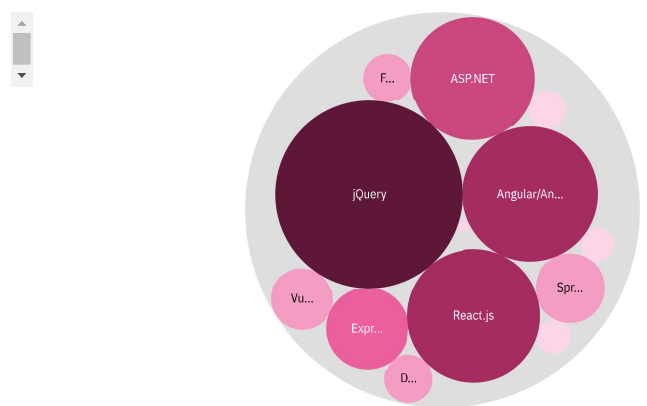 F...
ASP.NET
jQuery
Angular/An...
Vu...
Spr...
Expr...
React.js
D...